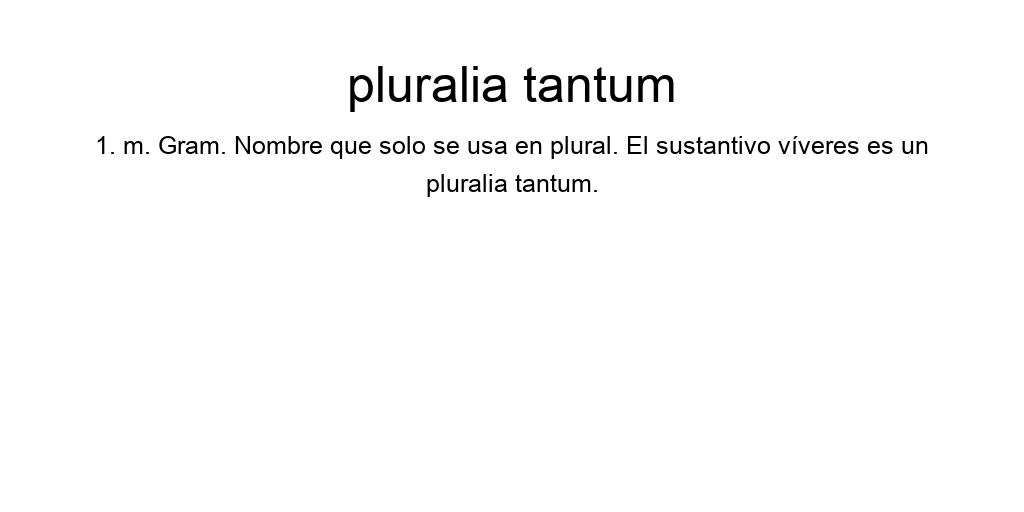 pluralia tantum
1. m. Gram. Nombre que solo se usa en plural. El sustantivo víveres es un
pluralia tantum.